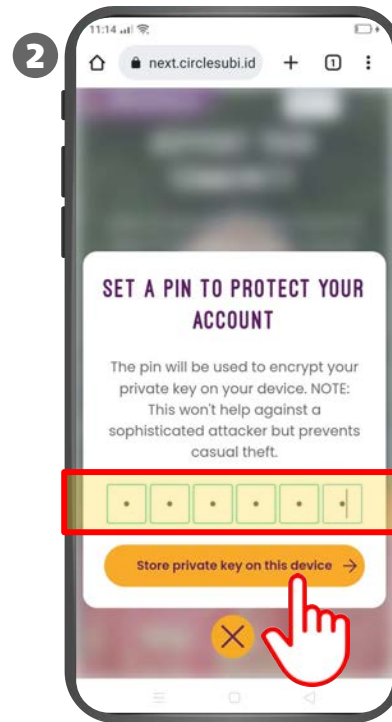 2
11:14
next.circlesubi.id
1
SET A PIN TO PROTECT YOUR
ACCOUNT
The pin will be used to encrypt your
private key on your device. NOTE:
This won't help against a
sophisticated attacker but prevents
casual theft.
Store private key on this device →